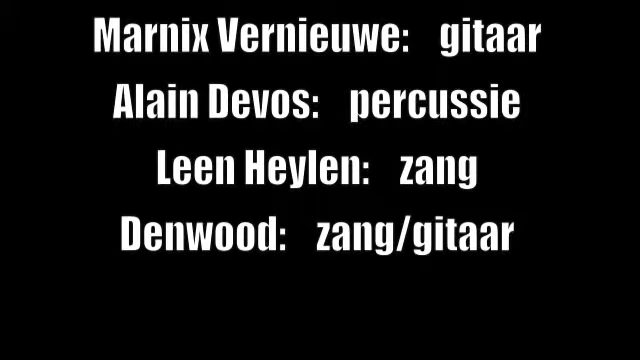 Marnix Vernieuwe: gitaar
Alain Devos: percussie
Leen Heylen: zang
Denwood: zang/gitaar